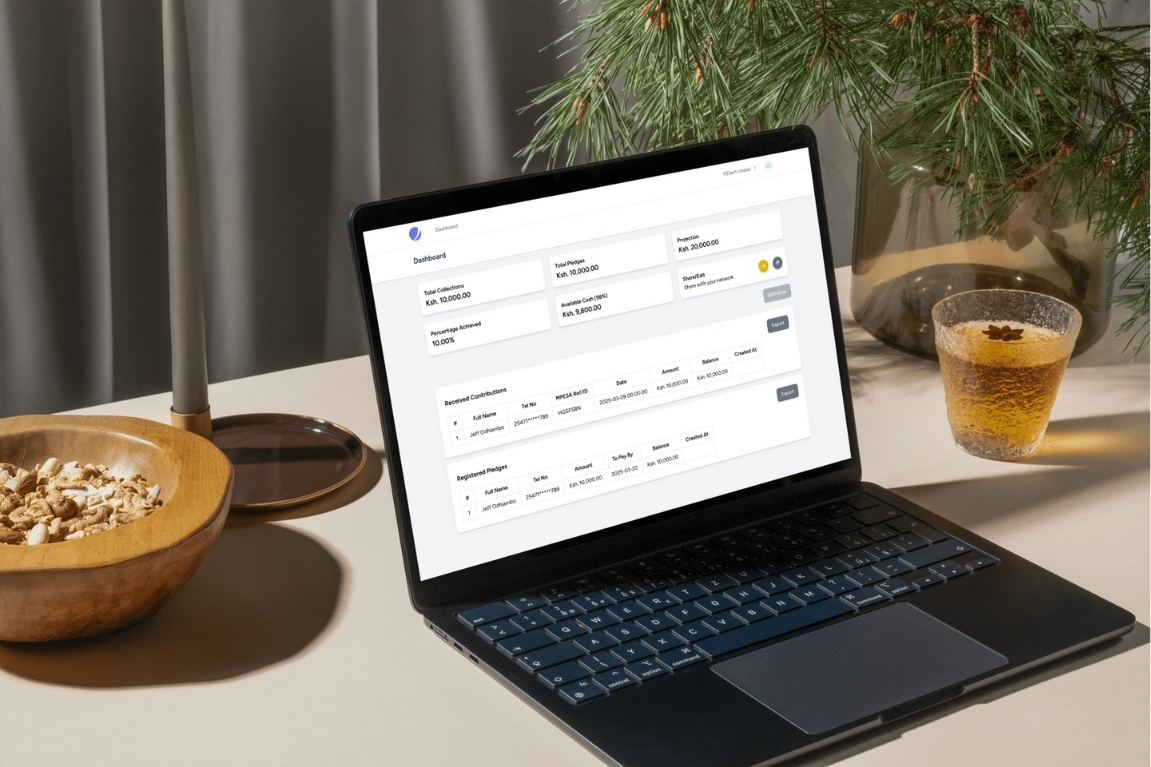 Dashboard
Dashboard
Total Collections
Ksh. 10,000.00
Total Pledges
Ksh. 10,000.00
Projection
Ksh. 20,000.00
Percentage Achieved
10.00%
Available Cash (98%)
Ksh. 9,800.00
Share/Edit
Share with your network
Withdraw
Export
Received Contributions
# Full Name Tel No MPESA Ref/ID Date Amount Balance Created At
1 Jeff Odhiambo 25471*****789 2025-03-09 00:00:00 Ksh. 10,000.00 Ksh. 10,000.00
Export
Registered Pledges
# Full Name Tel No Amount To Pay By Balance Created At
1 Jeff Odhiambo 25471*****789 Ksh. 10,000.00 2025-03-20 Ksh. 10,000.00
Q W E R T Z U I O P
A S D F G H J K L
Y X C V B N M
fn control option command command option